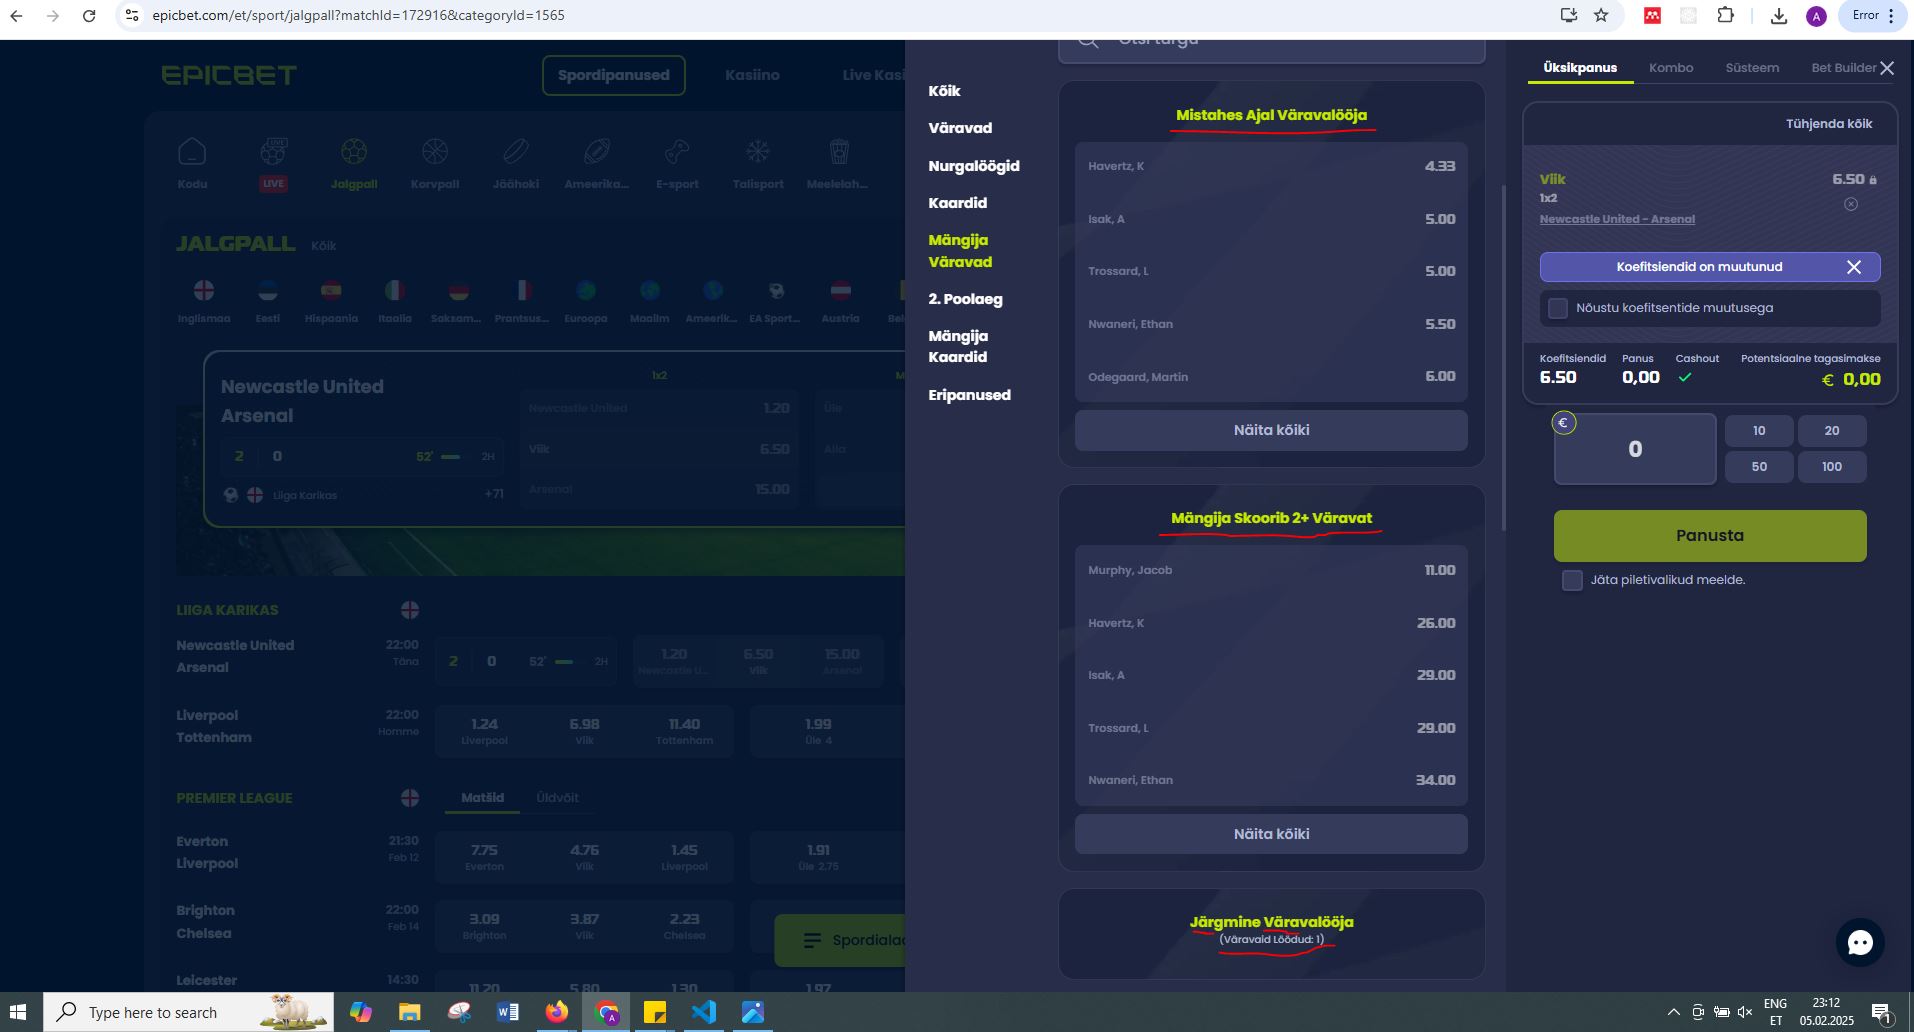 epicbet.com/et/sport/jalgpall?matchId=172916&categoryId=1565
A
Error
EPICBET
Spordipanused
Kasiino
Live Kasi
Kodu
LIVE
Jalgpall
Korvpall
Jäähoki
Ameerika...
E-sport
Talisport
Meelelah...
JALGPALL Kõik
Inglismaa
Eesti
Hispaania
Itaalia
Saksam...
Prantsus...
Euroopa
Maailm
Ameerik...
EA Sport...
Austria
Bel
Newcastle United
Arsenal
2 0 52' 2H
Liiga Karikas +71
1x2
Newcastle United 1.20
Viik 6.50
Arsenal 15.00
M
Üle
Alla
LIIGA KARIKAS
Newcastle United 22:00
Arsenal Täna
2 0 52' 2H
1.20 6.50 15.00
Newcastle U... Viik Arsenal
Liverpool 22:00
Tottenham Homme
1.24 6.98 11.40 1.99
Liverpool Viik Tottenham Üle 4
PREMIER LEAGUE
Matšid Üldvõit
Everton 21:30
Liverpool Feb 12
7.75 4.76 1.45 1.91
Everton Viik Liverpool Üle 2.75
Brighton 22:00
Chelsea Feb 14
3.09 3.87 2.23
Brighton Viik Chelsea
Leicester 14:30
11.20 5.80 1.30 1.97
Spordialad
Kõik
Väravad
Nurgalöögid
Kaardid
Mängija
Väravad
2. Poolaeg
Mängija
Kaardid
Eripanused
Otsi turgu
Mistahes Ajal Väravalööja
Havertz, K 4.33
Isak, A 5.00
Trossard, L 5.00
Nwaneri, Ethan 5.50
Odegaard, Martin 6.00
Näita kõiki
Mängija Skoorib 2+ Väravat
Murphy, Jacob 11.00
Havertz, K 26.00
Isak, A 29.00
Trossard, L 29.00
Nwaneri, Ethan 34.00
Näita kõiki
Järgmine Väravalööja
(Väravaid Löödud: 1)
Üksikpanus
Kombo
Süsteem
Bet Builder
Tühjenda kõik
Viik 6.50
1x2
Newcastle United - Arsenal
Koefitsiendid on muutunud
Nõustu koefitsentide muutusega
Koefitsiendid Panus Cashout Potentsiaalne tagasimakse
6.50 0,00 € 0,00
€
0
10
20
50
100
Panusta
Jäta piletivalikud meelde.
Type here to search
A
ENG
ET
23:12
05.02.2025
1